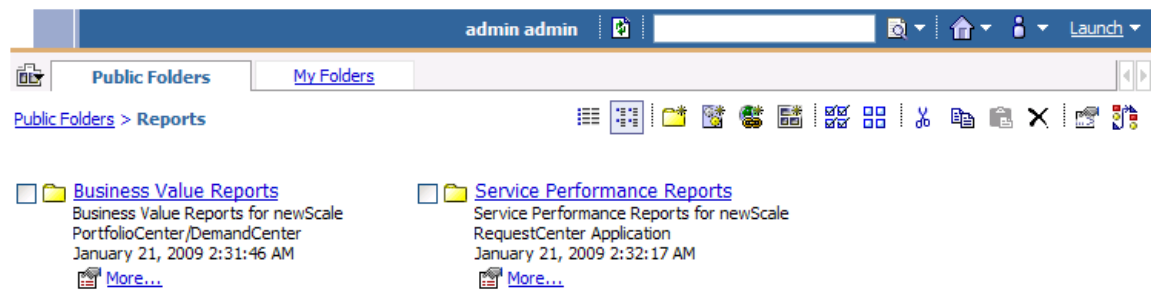 admin admin
Launch
Public Folders
My Folders
Public Folders > Reports
Business Value Reports
Business Value Reports for newScale
PortfolioCenter/DemandCenter
January 21, 2009 2:31:46 AM
More...
Service Performance Reports
Service Performance Reports for newScale
RequestCenter Application
January 21, 2009 2:32:17 AM
More...